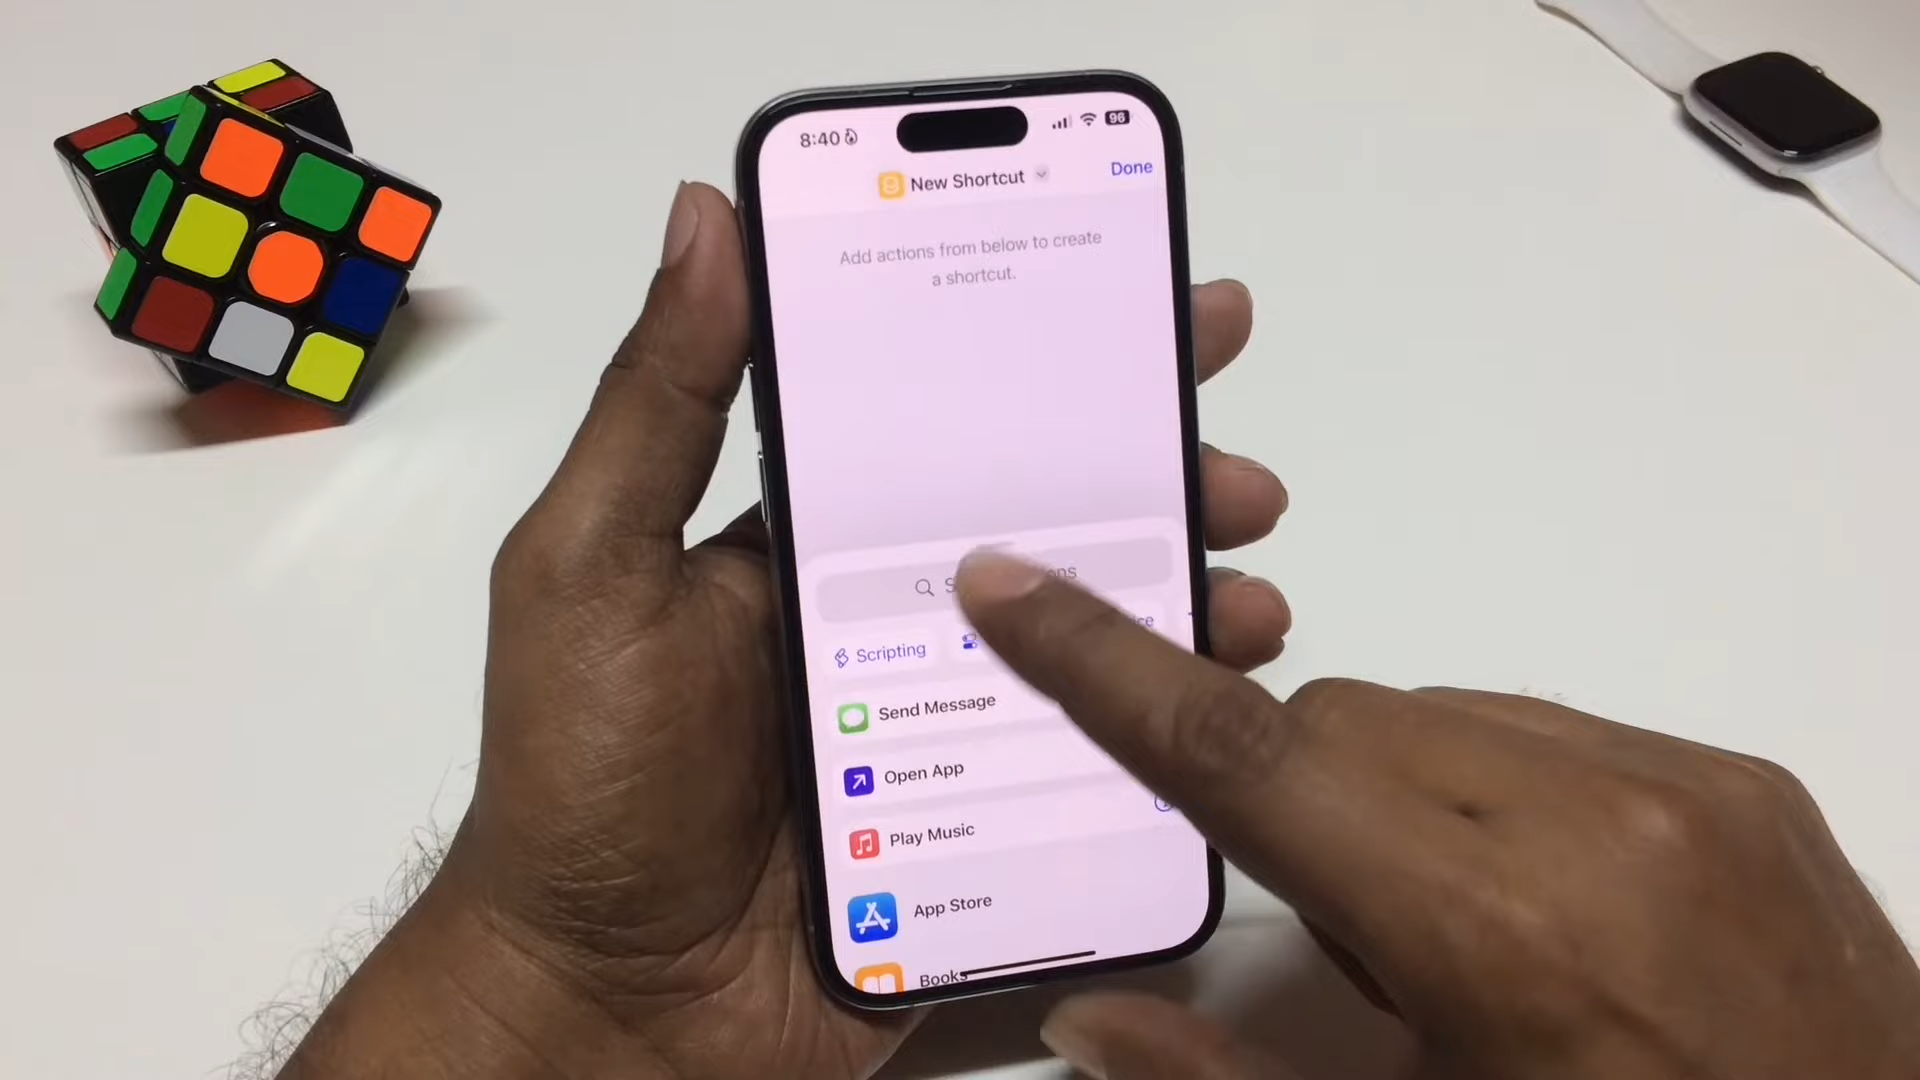 8:40
96
New Shortcut
Done
Add actions from below to create
a shortcut.
Scripting
Send Message
Open App
Play Music
App Store
Books